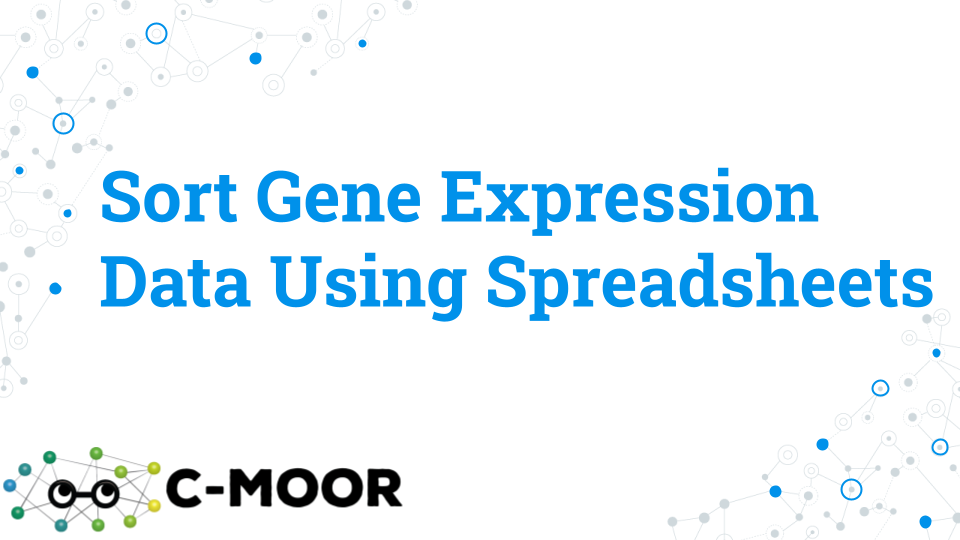 Sort Gene Expression
Data Using Spreadsheets
C-MOOR